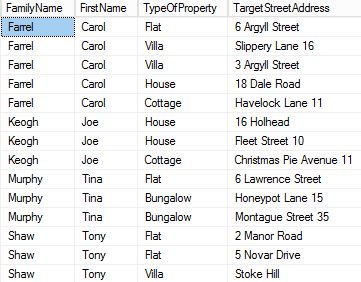 FamilyName FirstName TypeOfProperty TargetStreetAddress
Farrel Carol Flat 6 Argyll Street
Farrel Carol Villa Slippery Lane 16
Farrel Carol Villa 3 Argyll Street
Farrel Carol House 18 Dale Road
Farrel Carol Cottage Havelock Lane 11
Keogh Joe House 16 Holhead
Keogh Joe House Fleet Street 10
Keogh Joe Cottage Christmas Pie Avenue 11
Murphy Tina Flat 6 Lawrence Street
Murphy Tina Bungalow Honeypot Lane 15
Murphy Tina Bungalow Montague Street 35
Shaw Tony Flat 2 Manor Road
Shaw Tony Flat 5 Novar Drive
Shaw Tony Villa Stoke Hill